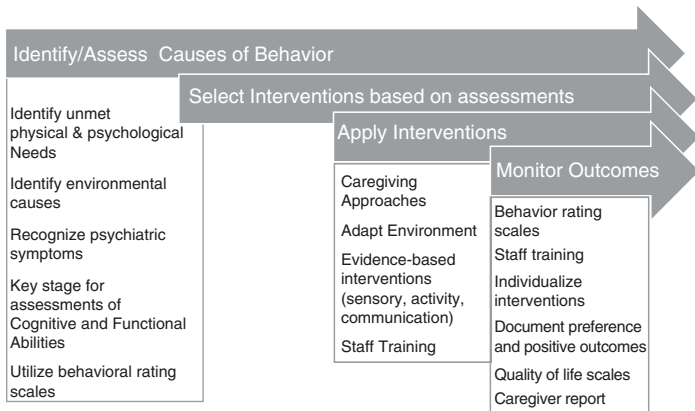 Identify/Assess Causes of Behavior
Identify unmet
physical & psychological
Needs
Identify environmental
causes
Recognize psychiatric
symptoms
Key stage for
assessments of
Cognitive and Functional
Abilities
Utilize behavioral rating
scales
Select Interventions based on assessments
Apply Interventions
Caregiving
Approaches
Adapt Environment
Evidence-based
interventions
(sensory, activity,
communication)
Staff Training
Monitor Outcomes
Behavior rating
scales
Staff training
Individualize
interventions
Document preference
and positive outcomes
Quality of life scales
Caregiver report